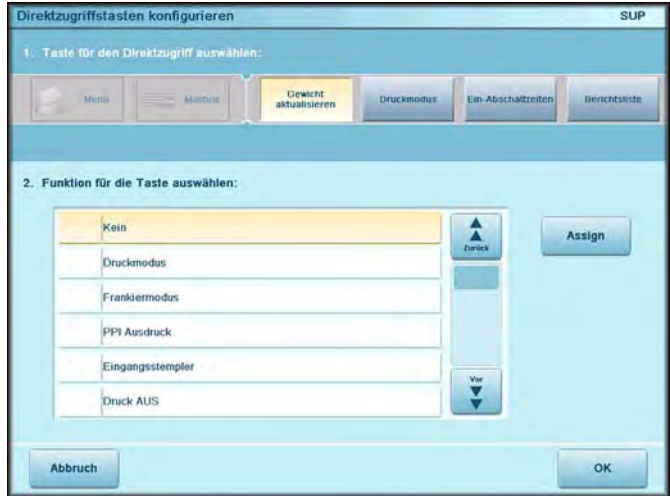 Direktzugriffstasten konfigurieren
SUP
1. Taste für den Direktzugriff auswählen:
Menü
Mailbox
Gewicht
aktualisieren
Druckmodus
Ein-Abschaltzeiten
Berichtsliste
2. Funktion für die Taste auswählen:
Kein
Zurück
Assign
Druckmodus
Frankiermodus
PPI Ausdruck
Eingangsstempler
Vor
Druck AUS
Abbruch
OK